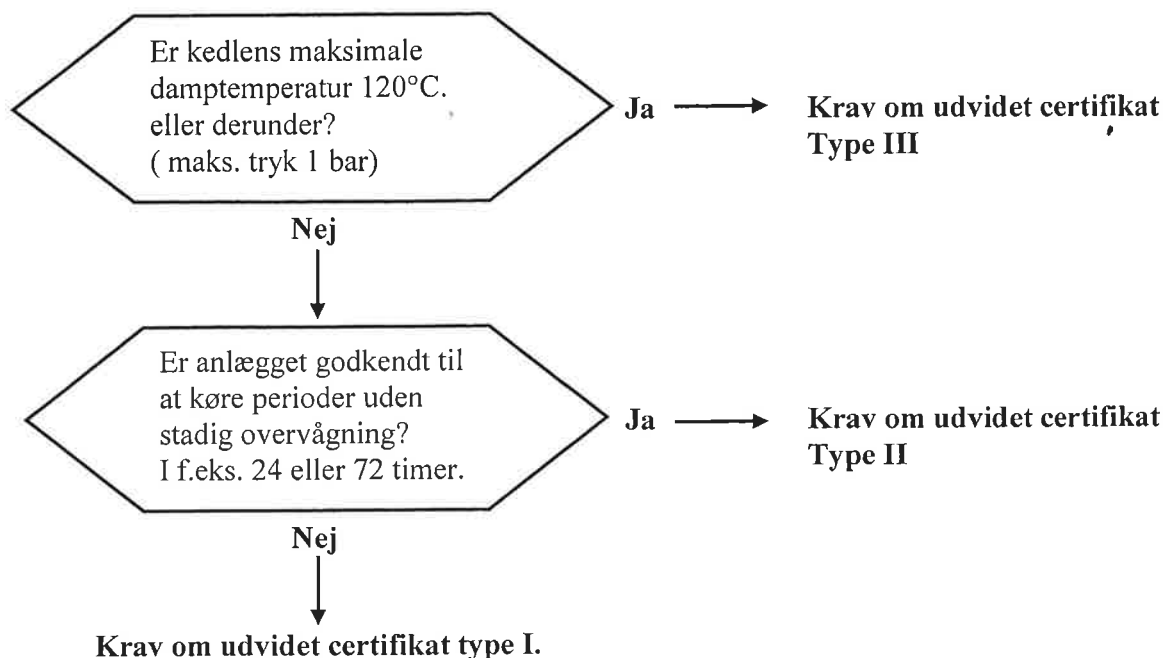 Er kedlens maksimale
damptemperatur 120°C.
eller derunder?
( maks. tryk 1 bar)
Ja
Krav om udvidet certifikat
Type III
Nej
Er anlægget godkendt til
at køre perioder uden
stadig overvågning?
I f.eks. 24 eller 72 timer.
Ja
Krav om udvidet certifikat
Type II
Nej
Krav om udvidet certifikat type I.